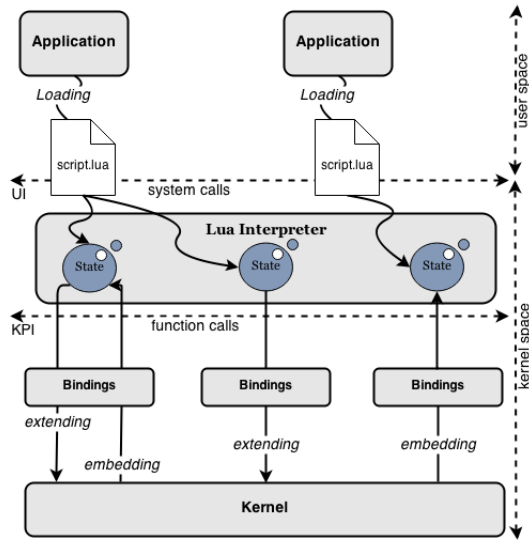 Application
Application
Loading
Loading
user space
script.lua
script.lua
UI
system calls
Lua Interpreter
State
State
State
KPI
function calls
kernel space
Bindings
Bindings
Bindings
extending
embedding
extending
embedding
Kernel